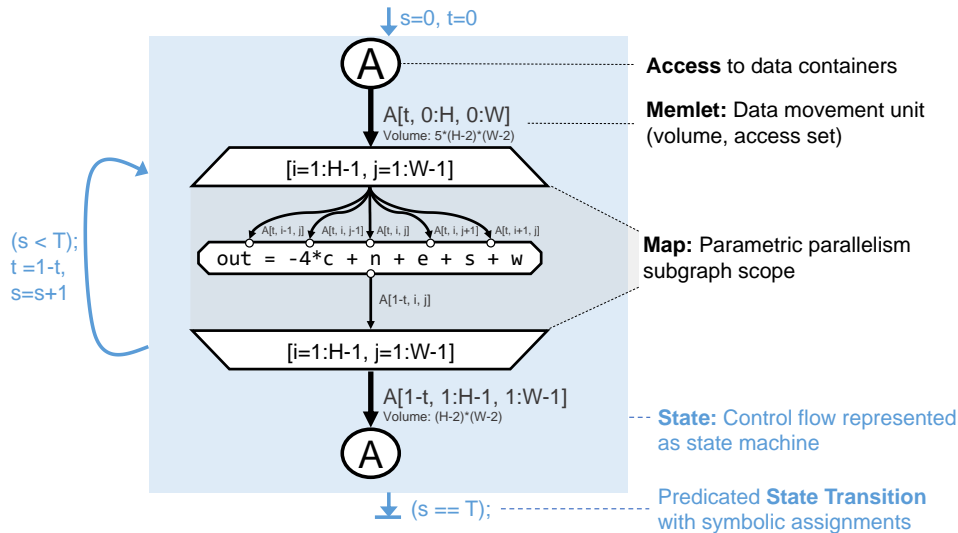 s=0, t=0
A
Access to data containers
A[t, 0:H, 0:W]
Volume: 5*(H-2)*(W-2)
Memlet: Data movement unit
(volume, access set)
[i=1:H-1, j=1:W-1]
A[t, i-1, j]
A[t, i, j-1]
A[t, i, j]
A[t, i, j+1]
A[t, i+1, j]
out = -4*c + n + e + s + w
(s < T);
t =1-t,
s=s+1
Map: Parametric parallelism
subgraph scope
A[1-t, i, j]
[i=1:H-1, j=1:W-1]
A[1-t, 1:H-1, 1:W-1]
Volume: (H-2)*(W-2)
A
State: Control flow represented
as state machine
(s == T);
Predicated State Transition
with symbolic assignments